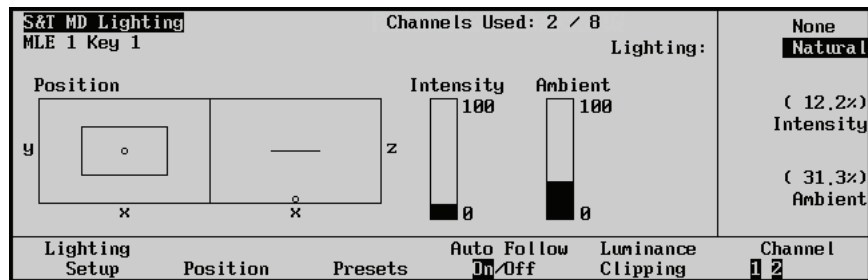 S&T MD Lighting
Channels Used: 2 / 8
None
MLE 1 Key 1
Lighting:
Natural
Position
Intensity
Ambient
100
100
( 12.2%)
Intensity
y
z
( 31.3%)
Ambient
x
x
0
0
Lighting Setup
Position
Presets
Auto Follow On/Off
Luminance Clipping
Channel 1 2